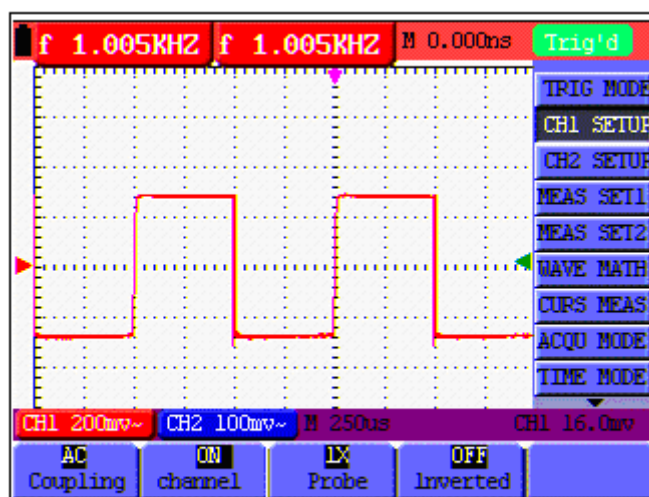 f 1.005KHZ f 1.005KHZ M 0.000ns Trig'd
TRIG MODE
CH1 SETUP
CH2 SETUP
MEAS SET1
MEAS SET2
WAVE MATH
CURS MEAS
ACQU MODE
TIME MODE
CH1 200mv~ CH2 100mv~ M 250us CH1 16.0mv
AC ON 1X OFF
Coupling channel Probe Inverted